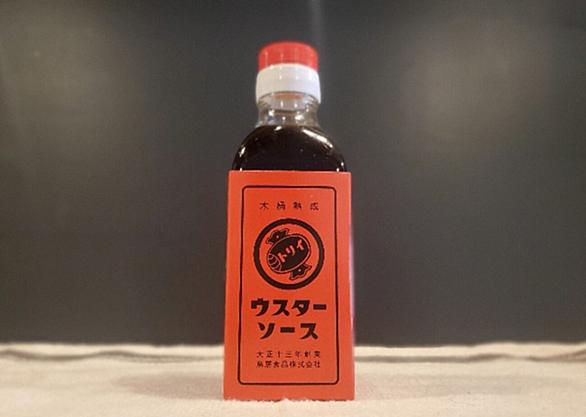 木桶熟成
トリイ
ウスター
ソース
大正十三年創業
鳥居食品株式会社